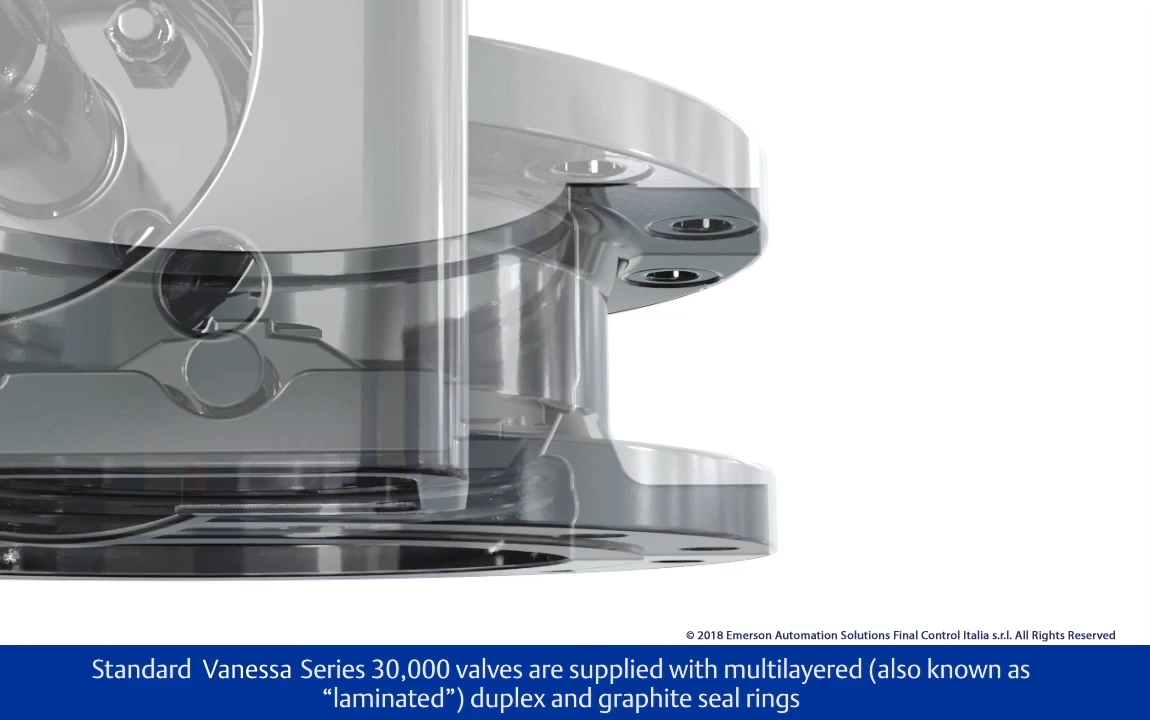 © 2018 Emerson Automation Solutions Final Control Italia s.r.l. All Rights Reserved
Standard Vanessa Series 30,000 valves are supplied with multilayered (also known as
“laminated”) duplex and graphite seal rings